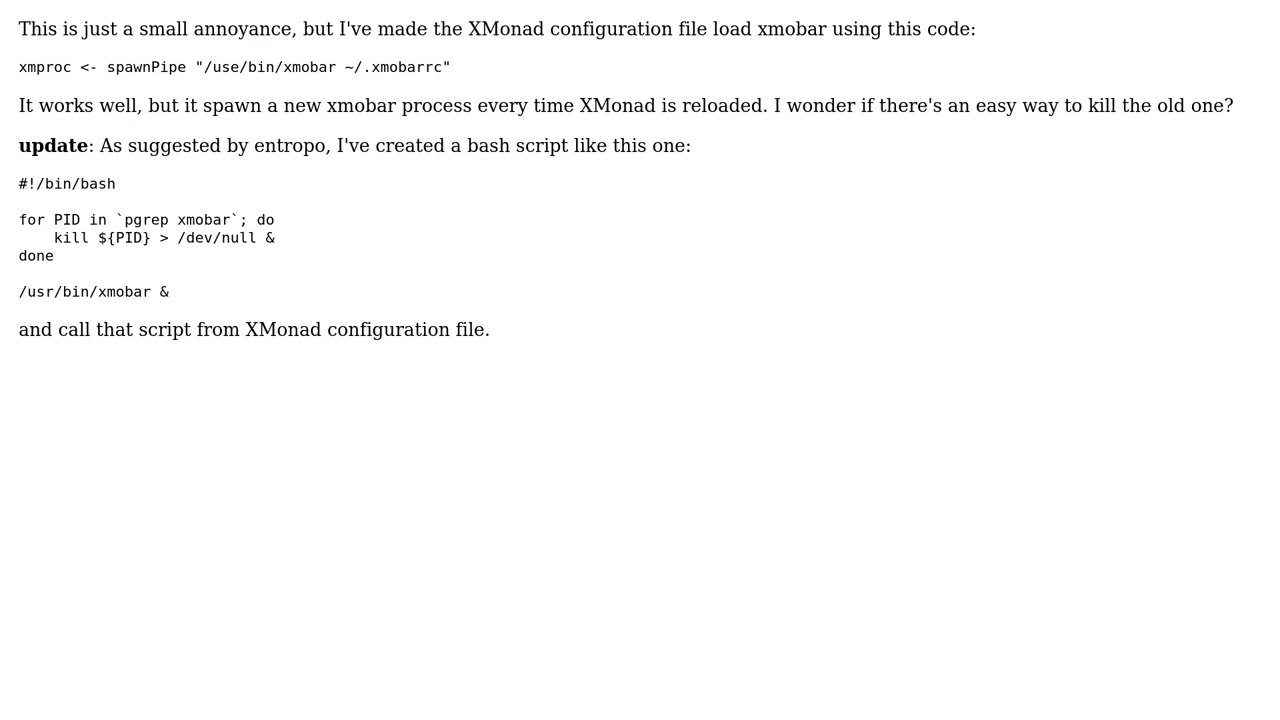 This is just a small annoyance, but I've made the XMonad configuration file load xmobar using this code:
xmproc <- spawnPipe "/use/bin/xmobar ~/.xmobarrc"
It works well, but it spawn a new xmobar process every time XMonad is reloaded. I wonder if there's an easy way to kill the old one?
update: As suggested by entropo, I've created a bash script like this one:
#!/bin/bash
for PID in `pgrep xmobar`; do
    kill ${PID} > /dev/null &
done
/usr/bin/xmobar &
and call that script from XMonad configuration file.